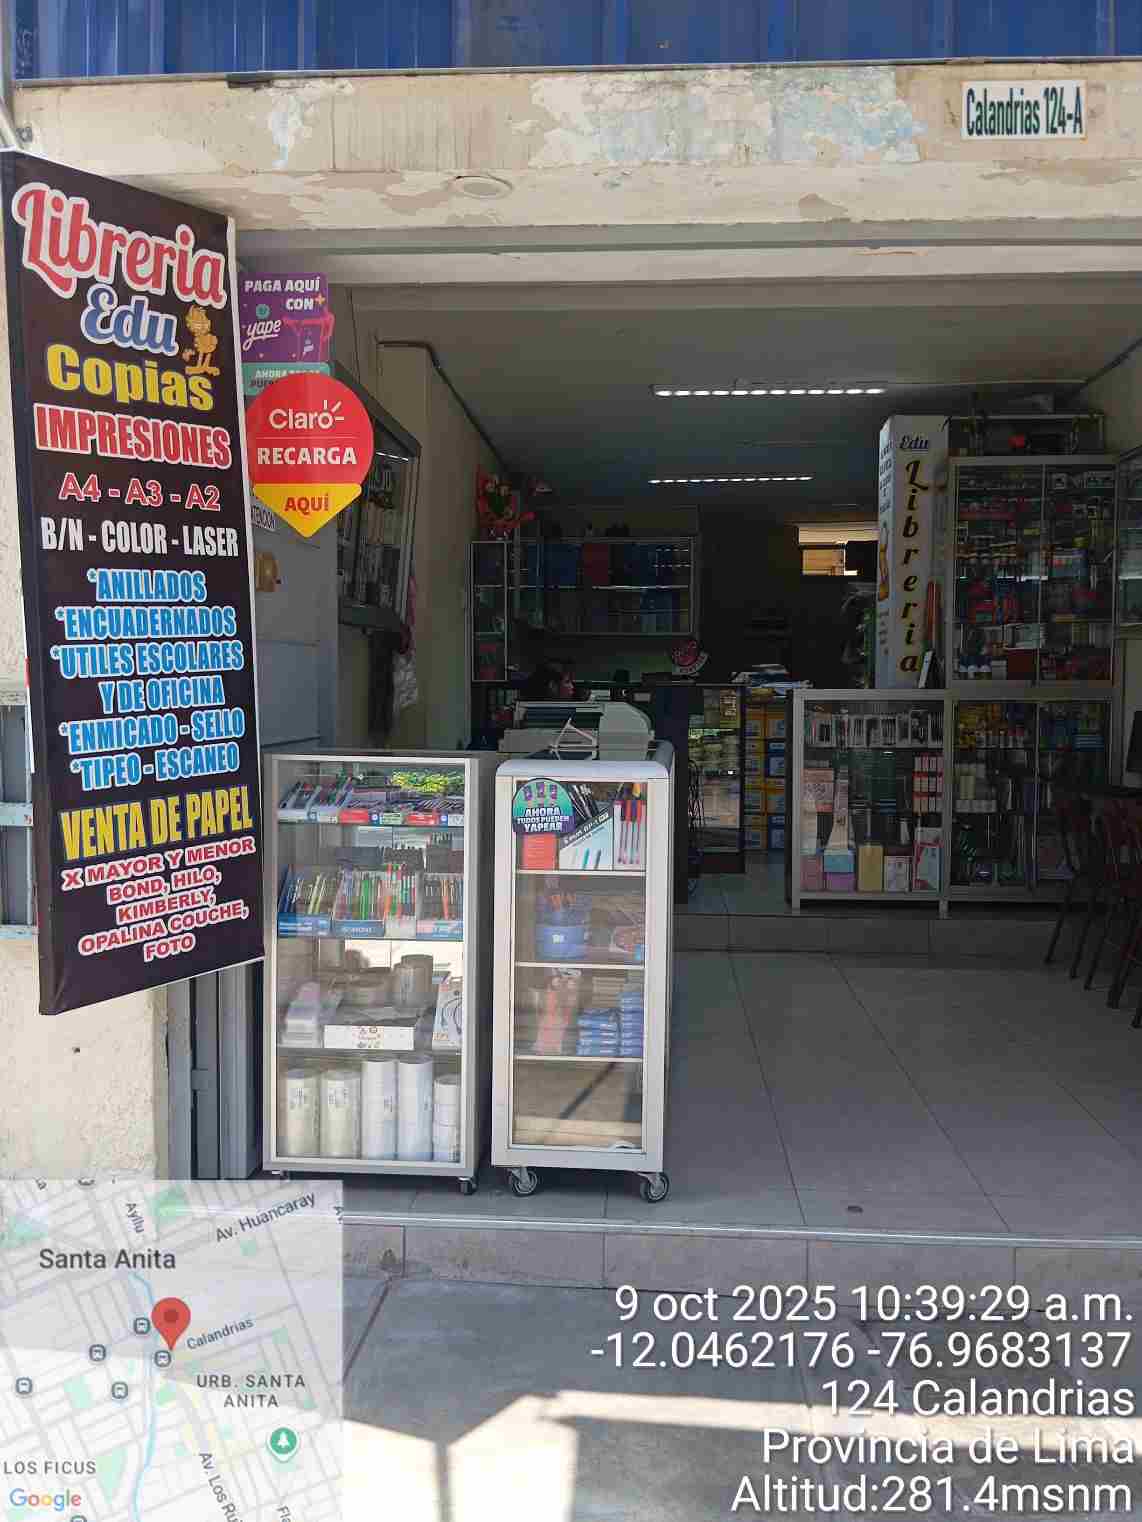 Calandrias 124-A
Libreria
Edu
Copias
IMPRESIONES
A4 - A3 - A2
B/N - COLOR - LASER
*ANILLADOS
*ENCUADERNADOS
*UTILES ESCOLARES
Y DE OFICINA
*ENMICADO - SELLO
*TIPEO - ESCANEO
VENTA DE PAPEL
X MAYOR Y MENOR
BOND, HILO,
KIMBERLY,
OPALINA COUCHE,
FOTO
PAGA AQUÍ
CON
yape
Claro
RECARGA
AQUÍ
Edu
Libreria
AHORA
TODOS PUEDEN
YAPEAR
Ayllu
Av. Huancaray
Santa Anita
Calandrias
URB. SANTA
ANITA
LOS FICUS
Av. Los Rui
Google
9 oct 2025 10:39:29 a.m.
-12.0462176 -76.9683137
124 Calandrias
Provincia de Lima
Altitud:281.4msnm